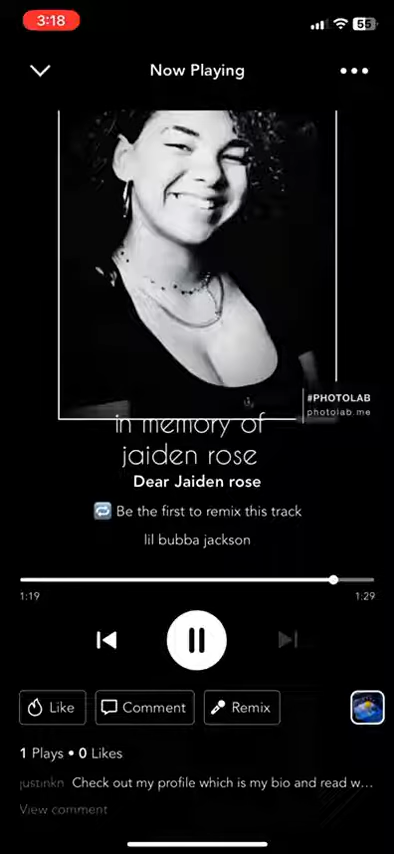 3:18
55
Now Playing
#PHOTOLAB
photolab.me
in memory of
jaiden rose
Dear Jaiden rose
Be the first to remix this track
lil bubba jackson
1:19
1:29
Like
Comment
Remix
1 Plays • 0 Likes
justinkn Check out my profile which is my bio and read w...
View comment